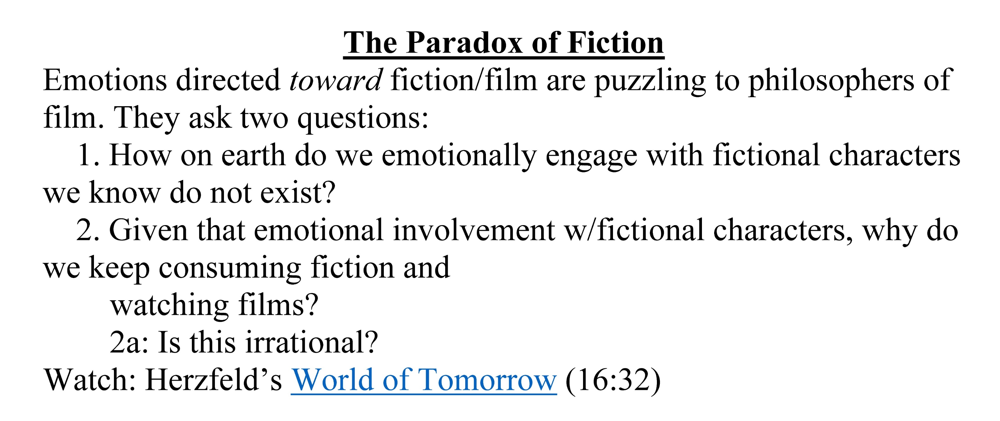 The Paradox of Fiction
Emotions directed toward fiction/film are puzzling to philosophers of
film. They ask two questions:
1. How on earth do we emotionally engage with fictional characters
we know do not exist?
2. Given that emotional involvement w/fictional characters, why do
we keep consuming fiction and
watching films?
2a: Is this irrational?
Watch: Herzfeld’s World of Tomorrow (16:32)